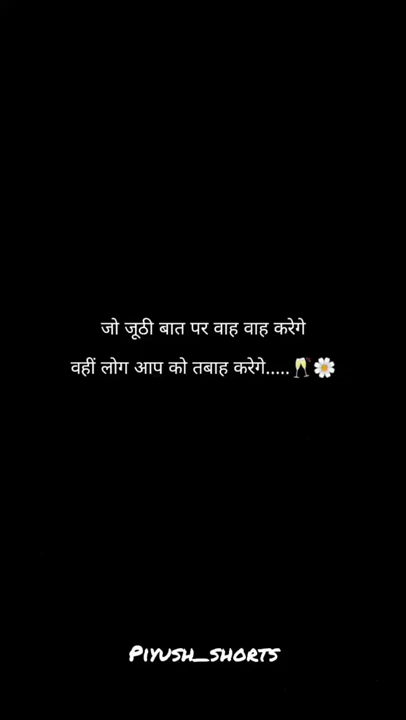 जो जूठी बात पर वाह वाह करेगे
वहीं लोग आप को तबाह करेगे.....🥂🌼
Piyush_shorts